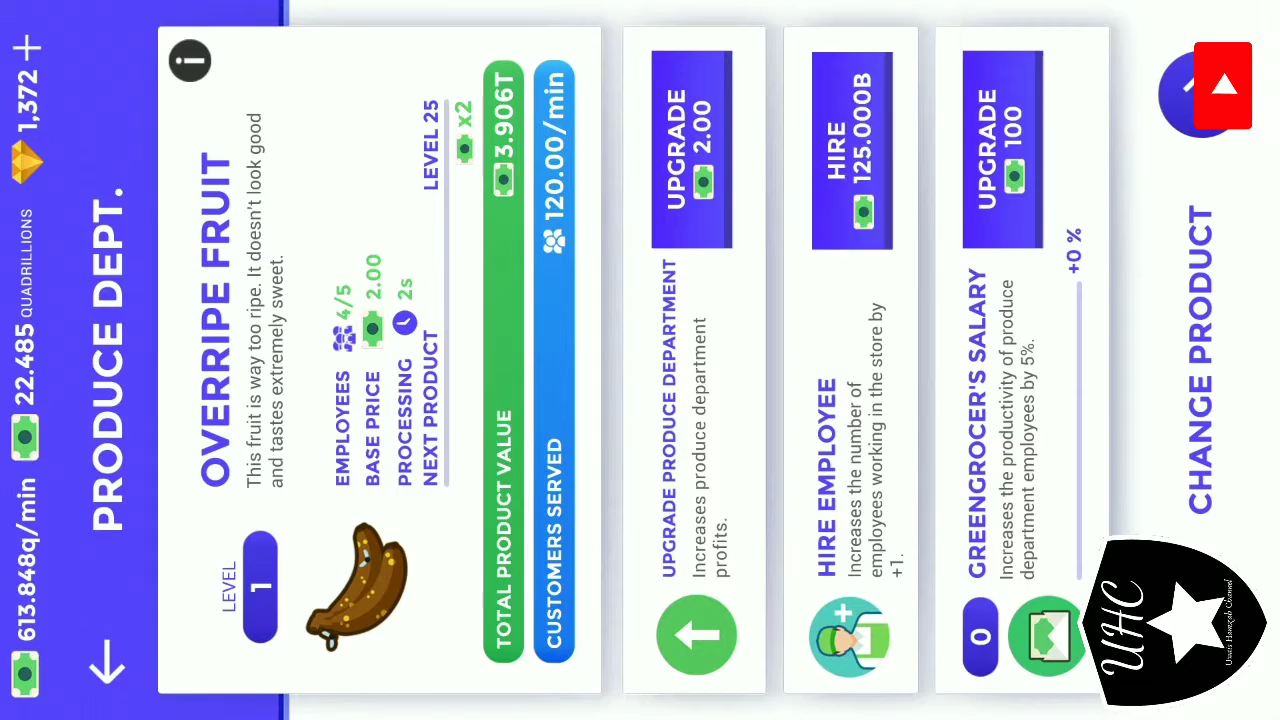 613.848q/min 22.485 QUADRILLIONS 1,372 +
PRODUCE DEPT.
LEVEL
1
OVERRIPE FRUIT
i
This fruit is way too ripe. It doesn't look good
and tastes extremely sweet.
EMPLOYEES 4/5
BASE PRICE 2.00
PROCESSING 2s
NEXT PRODUCT LEVEL 25
x2
TOTAL PRODUCT VALUE 3.906T
CUSTOMERS SERVED 120.00/min
UPGRADE PRODUCE DEPARTMENT
Increases produce department
profits.
UPGRADE
2.00
HIRE EMPLOYEE
Increases the number of
employees working in the store by
+1.
HIRE
125.000B
0
GREENGROCER'S SALARY
Increases the productivity of produce
department employees by 5%.
+0 %
UPGRADE
100
CHANGE PRODUCT
UHC
Uwais Hamzah Channel